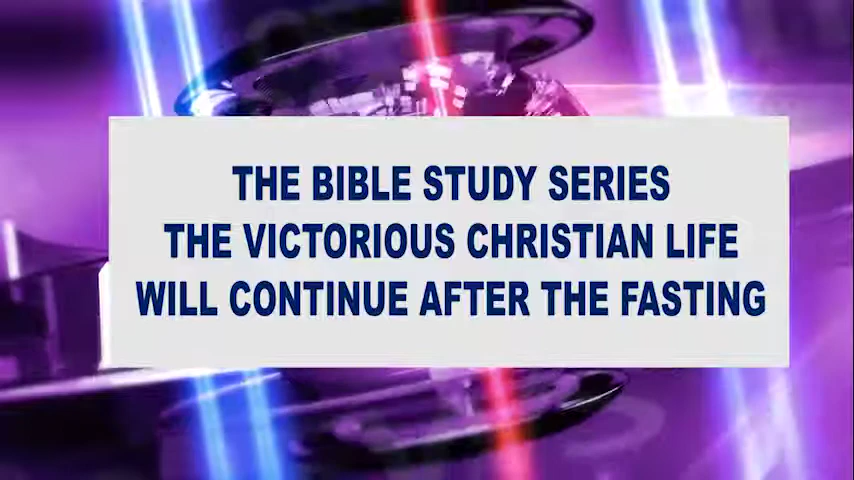 THE BIBLE STUDY SERIES
THE VICTORIOUS CHRISTIAN LIFE
WILL CONTINUE AFTER THE FASTING